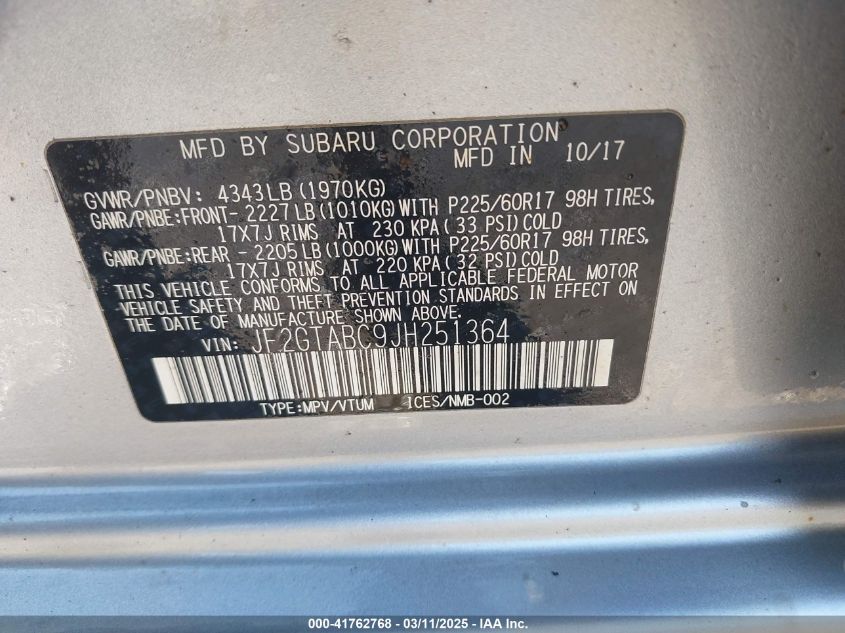 MFD BY SUBARU CORPORATION
MFD IN 10/17
GVWR/PNBV: 4343LB(1970KG)
GAWR/PNBE:FRONT- 2227LB(1010KG)WITH P225/60R17 98H TIRES,
17X7J RIMS AT 230 KPA(33 PSI)COLD
GAWR/PNBE:REAR - 2205LB(1000KG)WITH P225/60R17 98H TIRES,
17X7J RIMS AT 220 KPA(32 PSI)COLD
THIS VEHICLE CONFORMS TO ALL APPLICABLE FEDERAL MOTOR
VEHICLE SAFETY AND THEFT PREVENTION STANDARDS IN EFFECT ON
THE DATE OF MANUFACTURE SHOWN ABOVE.
VIN: JF2GTABC9JH251364
TYPE:MPV/VTUM ICES/NMB-002
000-41762768 - 03/11/2025 - IAA Inc.